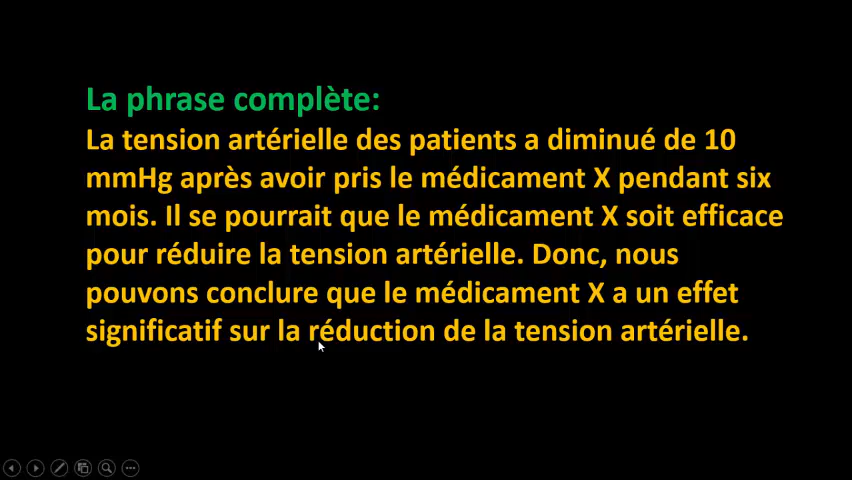 La phrase complète:
La tension artérielle des patients a diminué de 10
mmHg après avoir pris le médicament X pendant six
mois. Il se pourrait que le médicament X soit efficace
pour réduire la tension artérielle. Donc, nous
pouvons conclure que le médicament X a un effet
significatif sur la réduction de la tension artérielle.